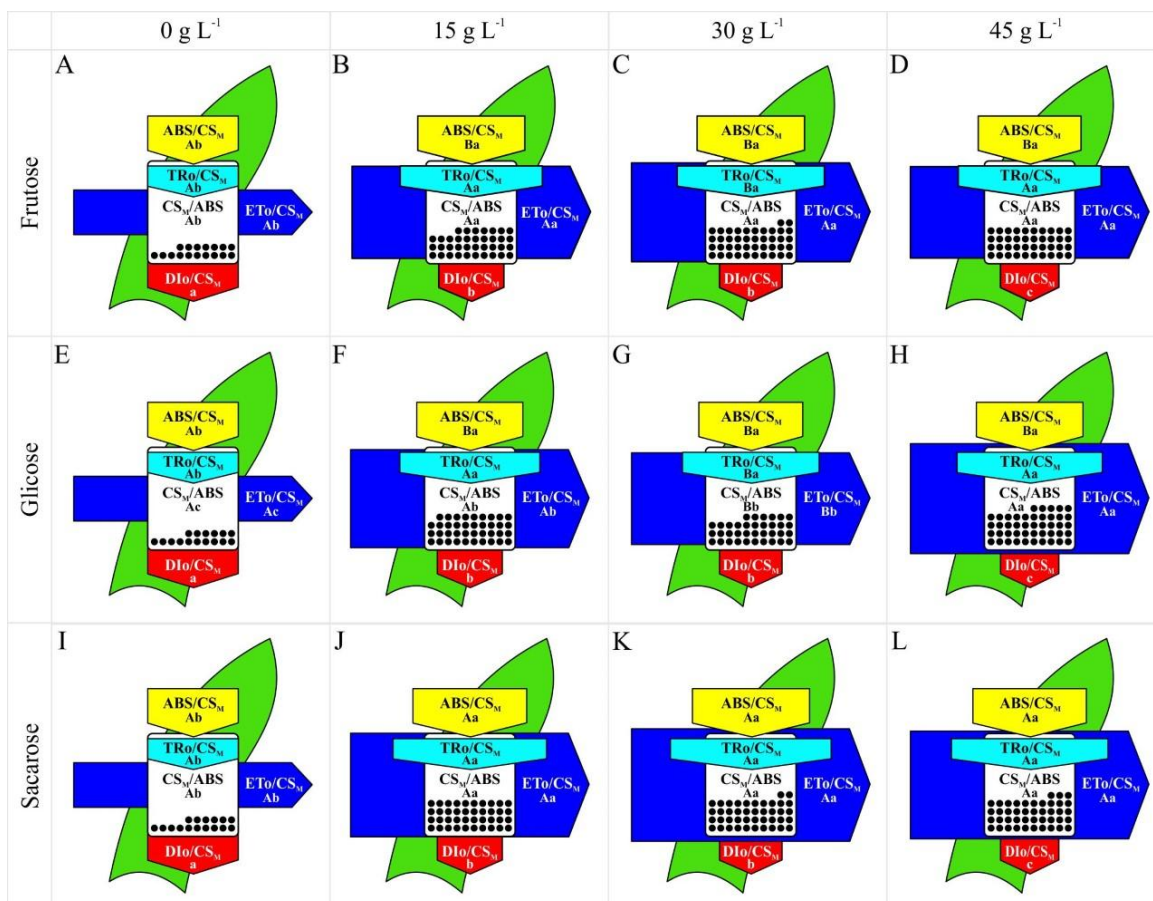 0 g L⁻¹ 15 g L⁻¹ 30 g L⁻¹ 45 g L⁻¹
Frutose
A
ABS/CSM
Ab
TRo/CSM
Ab
CSM/ABS
Ab
ETo/CSM
Ab
DIo/CSM
a
B
ABS/CSM
Ba
TRo/CSM
Aa
CSM/ABS
Aa
ETo/CSM
Aa
DIo/CSM
b
C
ABS/CSM
Ba
TRo/CSM
Ba
CSM/ABS
Aa
ETo/CSM
Aa
DIo/CSM
b
D
ABS/CSM
Ba
TRo/CSM
Aa
CSM/ABS
Aa
ETo/CSM
Aa
DIo/CSM
c
Glicose
E
ABS/CSM
Ab
TRo/CSM
Ab
CSM/ABS
Ac
ETo/CSM
Ac
DIo/CSM
a
F
ABS/CSM
Ba
TRo/CSM
Aa
CSM/ABS
Ab
ETo/CSM
Ab
DIo/CSM
b
G
ABS/CSM
Ba
TRo/CSM
Ba
CSM/ABS
Bb
ETo/CSM
Bb
DIo/CSM
b
H
ABS/CSM
Ba
TRo/CSM
Aa
CSM/ABS
Aa
ETo/CSM
Aa
DIo/CSM
c
Sacarose
I
ABS/CSM
Ab
TRo/CSM
Ab
CSM/ABS
Ab
ETo/CSM
Ab
DIo/CSM
a
J
ABS/CSM
Aa
TRo/CSM
Aa
CSM/ABS
Aa
ETo/CSM
Aa
DIo/CSM
b
K
ABS/CSM
Aa
TRo/CSM
Aa
CSM/ABS
Aa
ETo/CSM
Aa
DIo/CSM
b
L
ABS/CSM
Aa
TRo/CSM
Aa
CSM/ABS
Aa
ETo/CSM
Aa
DIo/CSM
c